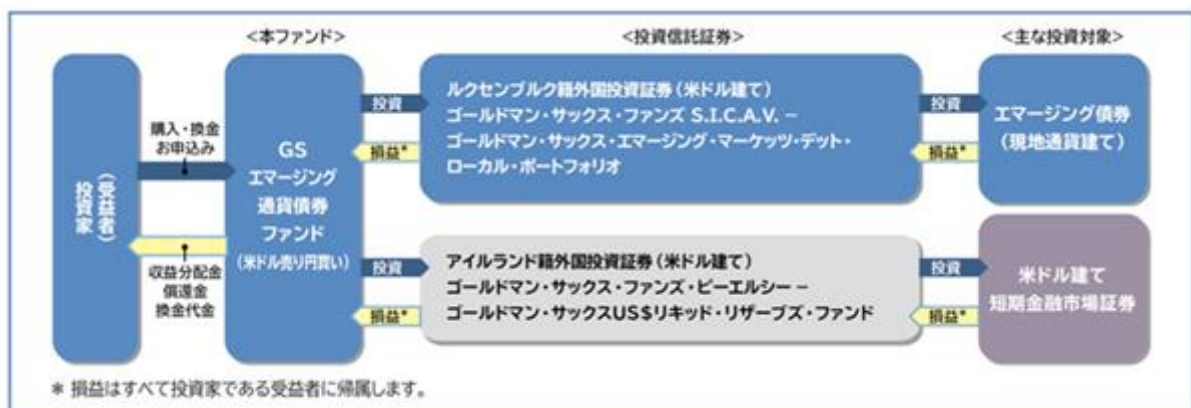 <本ファンド>
<投資信託証券>
<主な投資対象>
投資家
(受益者)
購入・換金
お申込み
収益分配金
償還金
換金代金
GS
エマージング
通貨債券
ファンド
(米ドル売り円買い)
投資
損益*
ルクセンブルク籍外国投資証券(米ドル建て)
ゴールドマン・サックス・ファンズ S.I.C.A.V. −
ゴールドマン・サックス・エマージング・マーケッツ・デット・
ローカル・ポートフォリオ
投資
損益*
エマージング債券
(現地通貨建て)
投資
損益*
アイルランド籍外国投資証券(米ドル建て)
ゴールドマン・サックス・ファンズ・ピーエルシー −
ゴールドマン・サックスUS$リキッド・リザーブズ・ファンド
投資
損益*
米ドル建て
短期金融市場証券
* 損益はすべて投資家である受益者に帰属します。